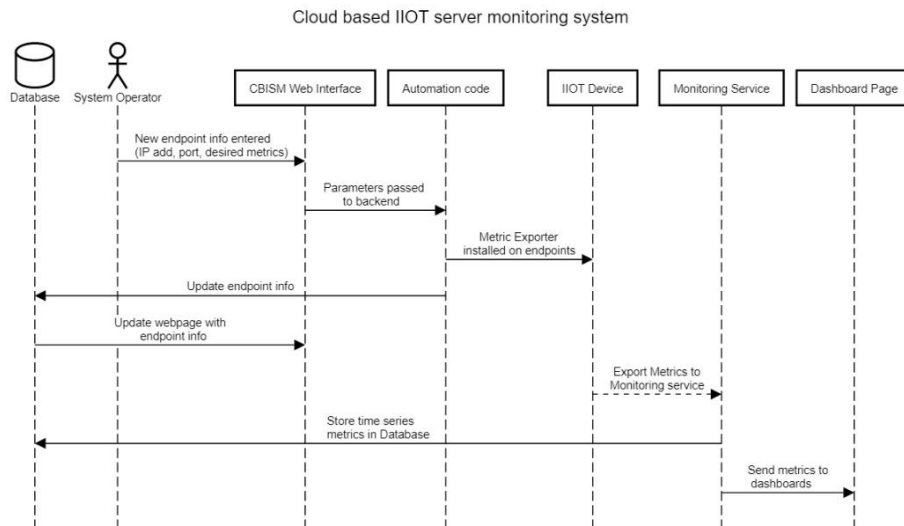 Cloud based IIOT server monitoring system
Database
System Operator
CBISM Web Interface
Automation code
IIOT Device
Monitoring Service
Dashboard Page
New endpoint info entered
(IP add, port, desired metrics)
Parameters passed
to backend
Metric Exporter
installed on endpoints
Update endpoint info
Update webpage with
endpoint info
Export Metrics to
Monitoring service
Store time series
metrics in Database
Send metrics to
dashboards